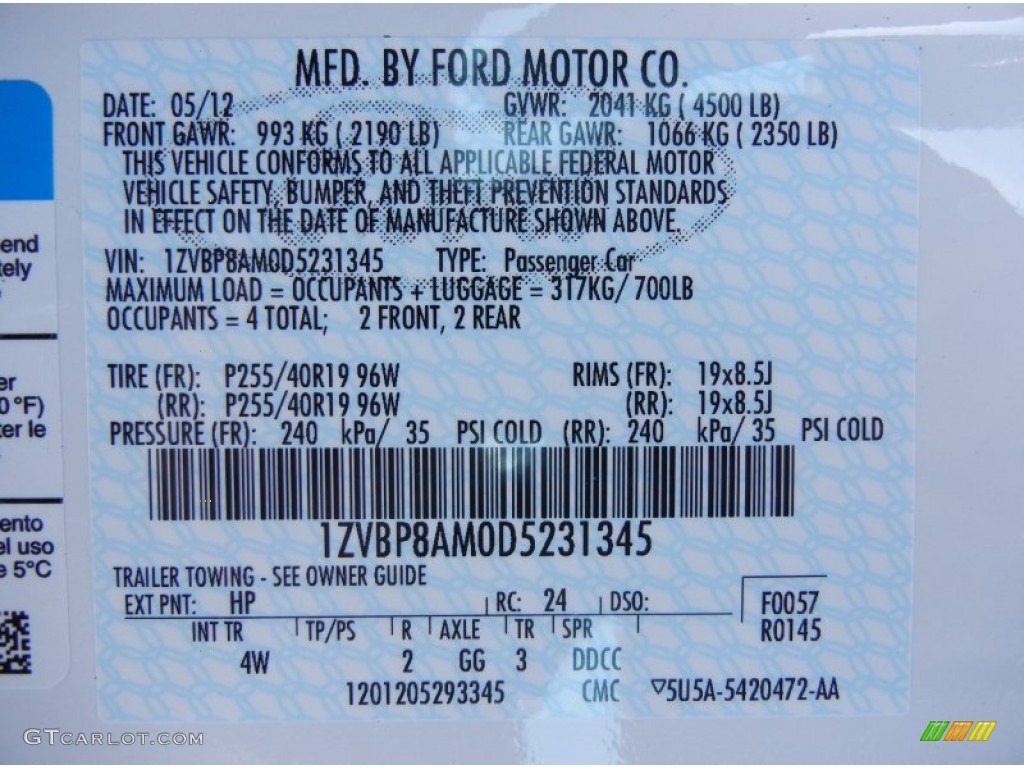 MFD. BY FORD MOTOR CO.
DATE: 05/12 GVWR: 2041 KG ( 4500 LB)
FRONT GAWR: 993 KG ( 2190 LB) REAR GAWR: 1066 KG ( 2350 LB)
THIS VEHICLE CONFORMS TO ALL APPLICABLE FEDERAL MOTOR
VEHICLE SAFETY, BUMPER, AND THEFT PREVENTION STANDARDS
IN EFFECT ON THE DATE OF MANUFACTURE SHOWN ABOVE.
VIN: 1ZVBP8AM0D5231345 TYPE: Passenger Car
MAXIMUM LOAD = OCCUPANTS + LUGGAGE = 317KG/ 700LB
OCCUPANTS = 4 TOTAL; 2 FRONT, 2 REAR
TIRE (FR): P255/40R19 96W RIMS (FR): 19x8.5J
(RR): P255/40R19 96W (RR): 19x8.5J
PRESSURE (FR): 240 kPa/ 35 PSI COLD (RR): 240 kPa/ 35 PSI COLD
1ZVBP8AM0D5231345
TRAILER TOWING - SEE OWNER GUIDE
EXT PNT: HP RC: 24 DSO: F0057
INT TR TP/PS R AXLE TR SPR R0145
4W 2 GG 3 DDCC
1201205293345 CMC ▽5U5A-5420472-AA
end
tely
er
0°F)
ter le
ento
el uso
e 5°C
GTCARLOT.COM